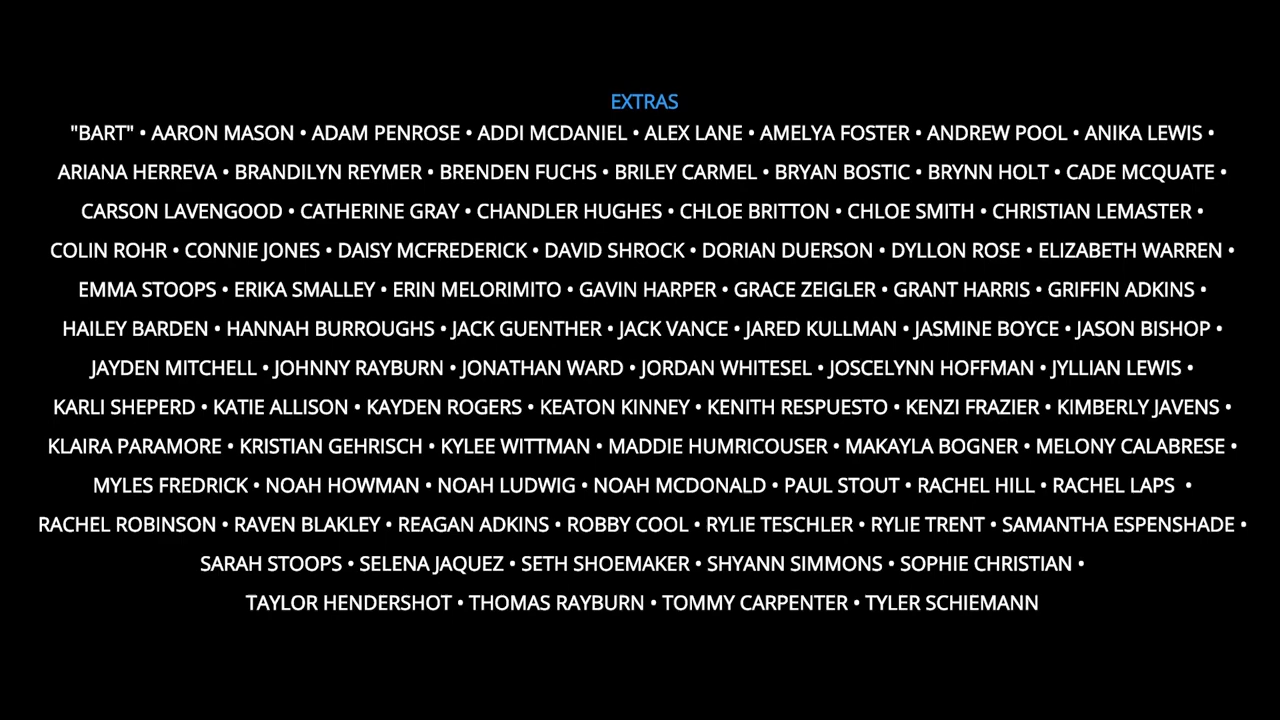 EXTRAS
"BART" • AARON MASON • ADAM PENROSE • ADDI MCDANIEL • ALEX LANE • AMELYA FOSTER • ANDREW POOL • ANIKA LEWIS •
ARIANA HERREVA • BRANDILYN REYMER • BRENDEN FUCHS • BRILEY CARMEL • BRYAN BOSTIC • BRYNN HOLT • CADE MCQUATE •
CARSON LAVENGOOD • CATHERINE GRAY • CHANDLER HUGHES • CHLOE BRITTON • CHLOE SMITH • CHRISTIAN LEMASTER •
COLIN ROHR • CONNIE JONES • DAISY MCFREDERICK • DAVID SHROCK • DORIAN DUERSON • DYLLON ROSE • ELIZABETH WARREN •
EMMA STOOPS • ERIKA SMALLEY • ERIN MELORIMITO • GAVIN HARPER • GRACE ZEIGLER • GRANT HARRIS • GRIFFIN ADKINS •
HAILEY BARDEN • HANNAH BURROUGHS • JACK GUENTHER • JACK VANCE • JARED KULLMAN • JASMINE BOYCE • JASON BISHOP •
JAYDEN MITCHELL • JOHNNY RAYBURN • JONATHAN WARD • JORDAN WHITESEL • JOSCELYNN HOFFMAN • JYLLIAN LEWIS •
KARLI SHEPERD • KATIE ALLISON • KAYDEN ROGERS • KEATON KINNEY • KENITH RESPUESTO • KENZI FRAZIER • KIMBERLY JAVENS •
KLAIRA PARAMORE • KRISTIAN GEHRISCH • KYLEE WITTMAN • MADDIE HUMRICOUSER • MAKAYLA BOGNER • MELONY CALABRESE •
MYLES FREDRICK • NOAH HOWMAN • NOAH LUDWIG • NOAH MCDONALD • PAUL STOUT • RACHEL HILL • RACHEL LAPS •
RACHEL ROBINSON • RAVEN BLAKLEY • REAGAN ADKINS • ROBBY COOL • RYLIE TESCHLER • RYLIE TRENT • SAMANTHA ESPENSHADE •
SARAH STOOPS • SELENA JAQUEZ • SETH SHOEMAKER • SHYANN SIMMONS • SOPHIE CHRISTIAN •
TAYLOR HENDERSHOT • THOMAS RAYBURN • TOMMY CARPENTER • TYLER SCHIEMANN